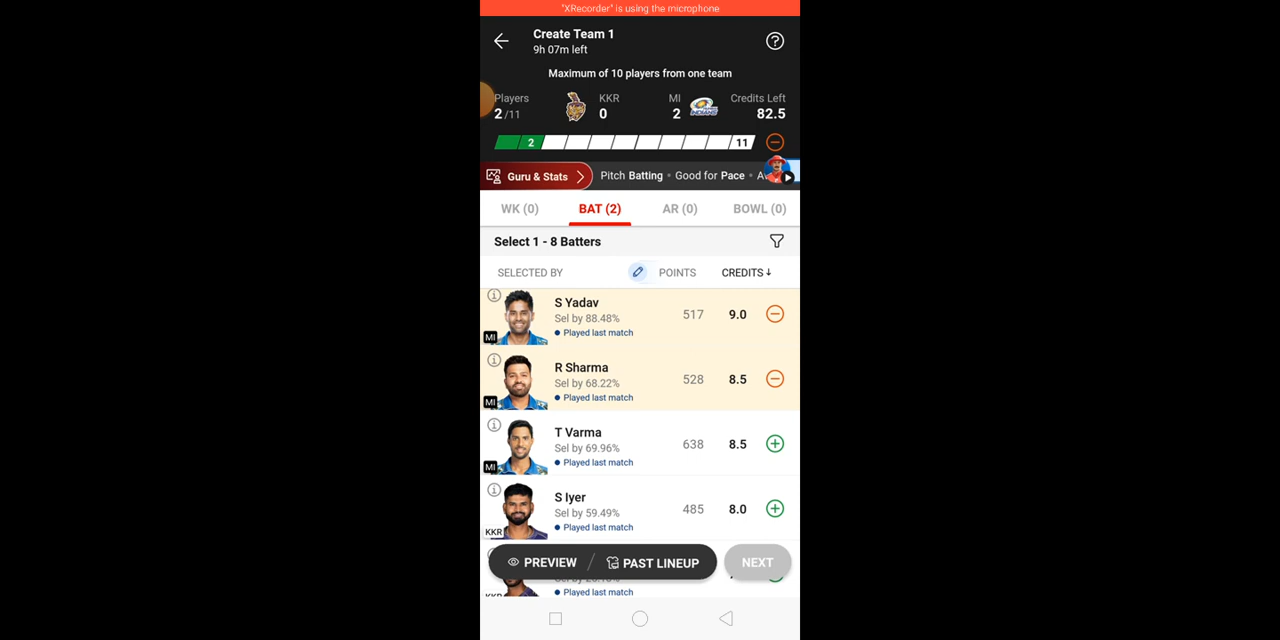 "XRecorder" is using the microphone
Create Team 1
9h 07m left
Maximum of 10 players from one team
Players KKR MI Credits Left
2/11 0 2 82.5
2 11
Guru & Stats Pitch Batting • Good for Pace •
WK (0) BAT (2) AR (0) BOWL (0)
Select 1 - 8 Batters
SELECTED BY POINTS CREDITS↓
S Yadav
Sel by 88.48% 517 9.0
MI Played last match
R Sharma
Sel by 68.22% 528 8.5
MI Played last match
T Varma
Sel by 69.96% 638 8.5
MI Played last match
S Iyer
Sel by 59.49% 485 8.0
KKR Played last match
PREVIEW / PAST LINEUP NEXT
Played last match